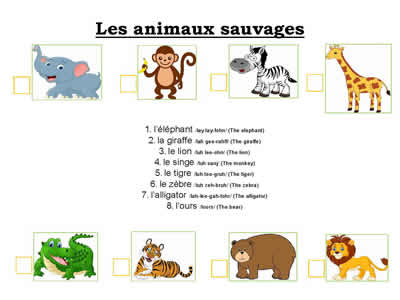 Les animaux sauvages
1. l'éléphant /ley lay-fohn/ (The elephant)
2. la giraffe /lah gee-rahff/ (The giraffe)
3. le lion /luh lee-ohn/ (The lion)
4. le singe /luh sanj/ (The monkey)
5. le tigre /luh tee-gruh/ (The tiger)
6. le zèbre /luh zeh-bruh/ (The zebra)
7. l'alligator /lah-lee-gah-tohr/ (The alligator)
8. l'ours /loors/ (The bear)